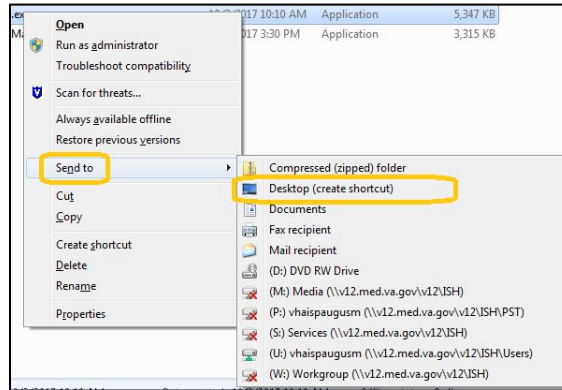 .ex 10/2/2017 10:10 AM Application 5,347 KB
Ma 017 3:30 PM Application 3,315 KB
Open
Run as administrator
Troubleshoot compatibility
Scan for threats...
Always available offline
Restore previous versions
Send to
Compressed (zipped) folder
Desktop (create shortcut)
Documents
Fax recipient
Mail recipient
(D:) DVD RW Drive
(M:) Media (\\v12.med.va.gov\v12\ISH)
(P:) vhaispaugusm (\\v12.med.va.gov\v12\ISH\PST)
(S:) Services (\\v12.med.va.gov\v12\ISH)
(U:) vhaispaugusm (\\v12.med.va.gov\v12\ISH\Users)
(W:) Workgroup (\\v12.med.va.gov\v12\ISH)
Cut
Copy
Create shortcut
Delete
Rename
Properties